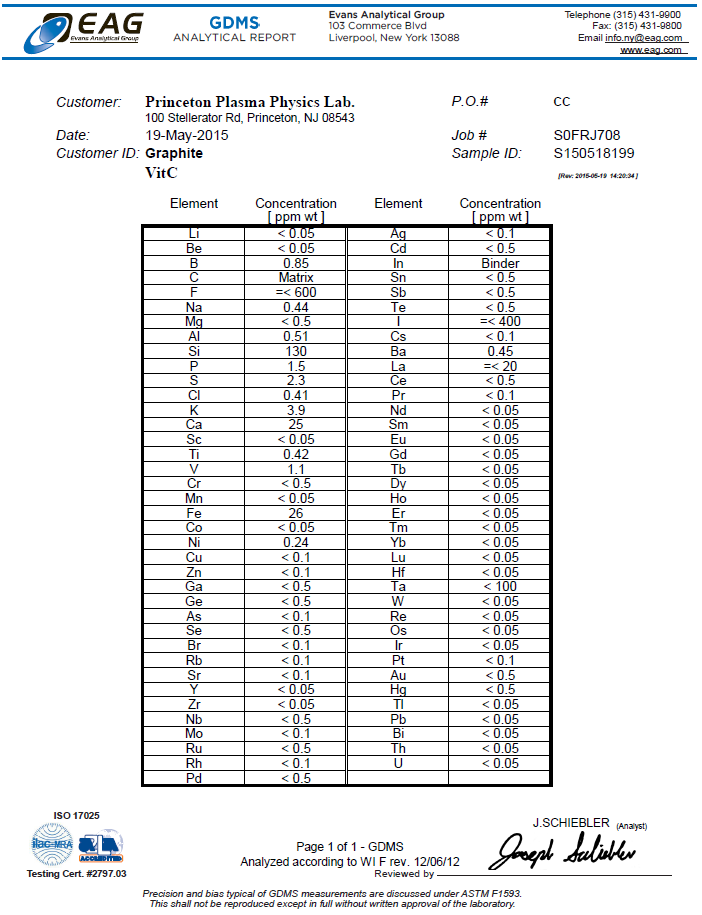 EAG
Evans Analytical Group
GDMS
ANALYTICAL REPORT
Evans Analytical Group
103 Commerce Blvd
Liverpool, New York 13088
Telephone (315) 431-9900
Fax: (315) 431-9800
Email info.ny@eag.com
www.eag.com
Customer: Princeton Plasma Physics Lab. P.O.# CC
100 Stellerator Rd, Princeton, NJ 08543
Date: 19-May-2015 Job # S0FRJ708
Customer ID: Graphite Sample ID: S150518199
VitC [Rev: 2015-05-19 14:20:34 ]
Element Concentration Element Concentration
[ ppm wt ] [ ppm wt ]
Li < 0.05 Ag < 0.1
Be < 0.05 Cd < 0.5
B 0.85 In Binder
C Matrix Sn < 0.5
F =< 600 Sb < 0.5
Na 0.44 Te < 0.5
Mg < 0.5 I =< 400
Al 0.51 Cs < 0.1
Si 130 Ba 0.45
P 1.5 La =< 20
S 2.3 Ce < 0.5
Cl 0.41 Pr < 0.1
K 3.9 Nd < 0.05
Ca 25 Sm < 0.05
Sc < 0.05 Eu < 0.05
Ti 0.42 Gd < 0.05
V 1.1 Tb < 0.05
Cr < 0.5 Dy < 0.05
Mn < 0.05 Ho < 0.05
Fe 26 Er < 0.05
Co < 0.05 Tm < 0.05
Ni 0.24 Yb < 0.05
Cu < 0.1 Lu < 0.05
Zn < 0.1 Hf < 0.05
Ga < 0.5 Ta < 100
Ge < 0.5 W < 0.05
As < 0.1 Re < 0.05
Se < 0.5 Os < 0.05
Br < 0.1 Ir < 0.05
Rb < 0.1 Pt < 0.1
Sr < 0.1 Au < 0.5
Y < 0.05 Hg < 0.5
Zr < 0.05 Tl < 0.05
Nb < 0.5 Pb < 0.05
Mo < 0.1 Bi < 0.05
Ru < 0.5 Th < 0.05
Rh < 0.1 U < 0.05
Pd < 0.5
ISO 17025
ilac-MRA
ACCREDITED
Testing Cert. #2797.03
J.SCHIEBLER (Analyst)
Page 1 of 1 - GDMS
Analyzed according to WI F rev. 12/06/12
Reviewed by Joseph Schiebler
Precision and bias typical of GDMS measurements are discussed under ASTM F1593.
This shall not be reproduced except in full without written approval of the laboratory.